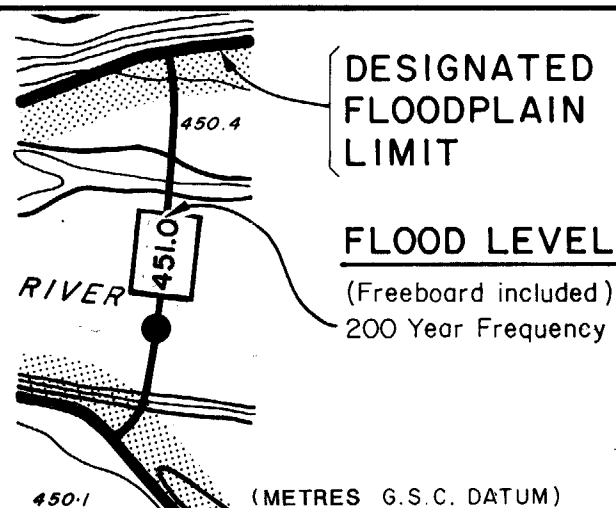 DESIGNATED
FLOODPLAIN
LIMIT
450.4
451.0
FLOOD LEVEL
(Freeboard included)
200 Year Frequency
RIVER
450.1
(METRES G.S.C. DATUM)